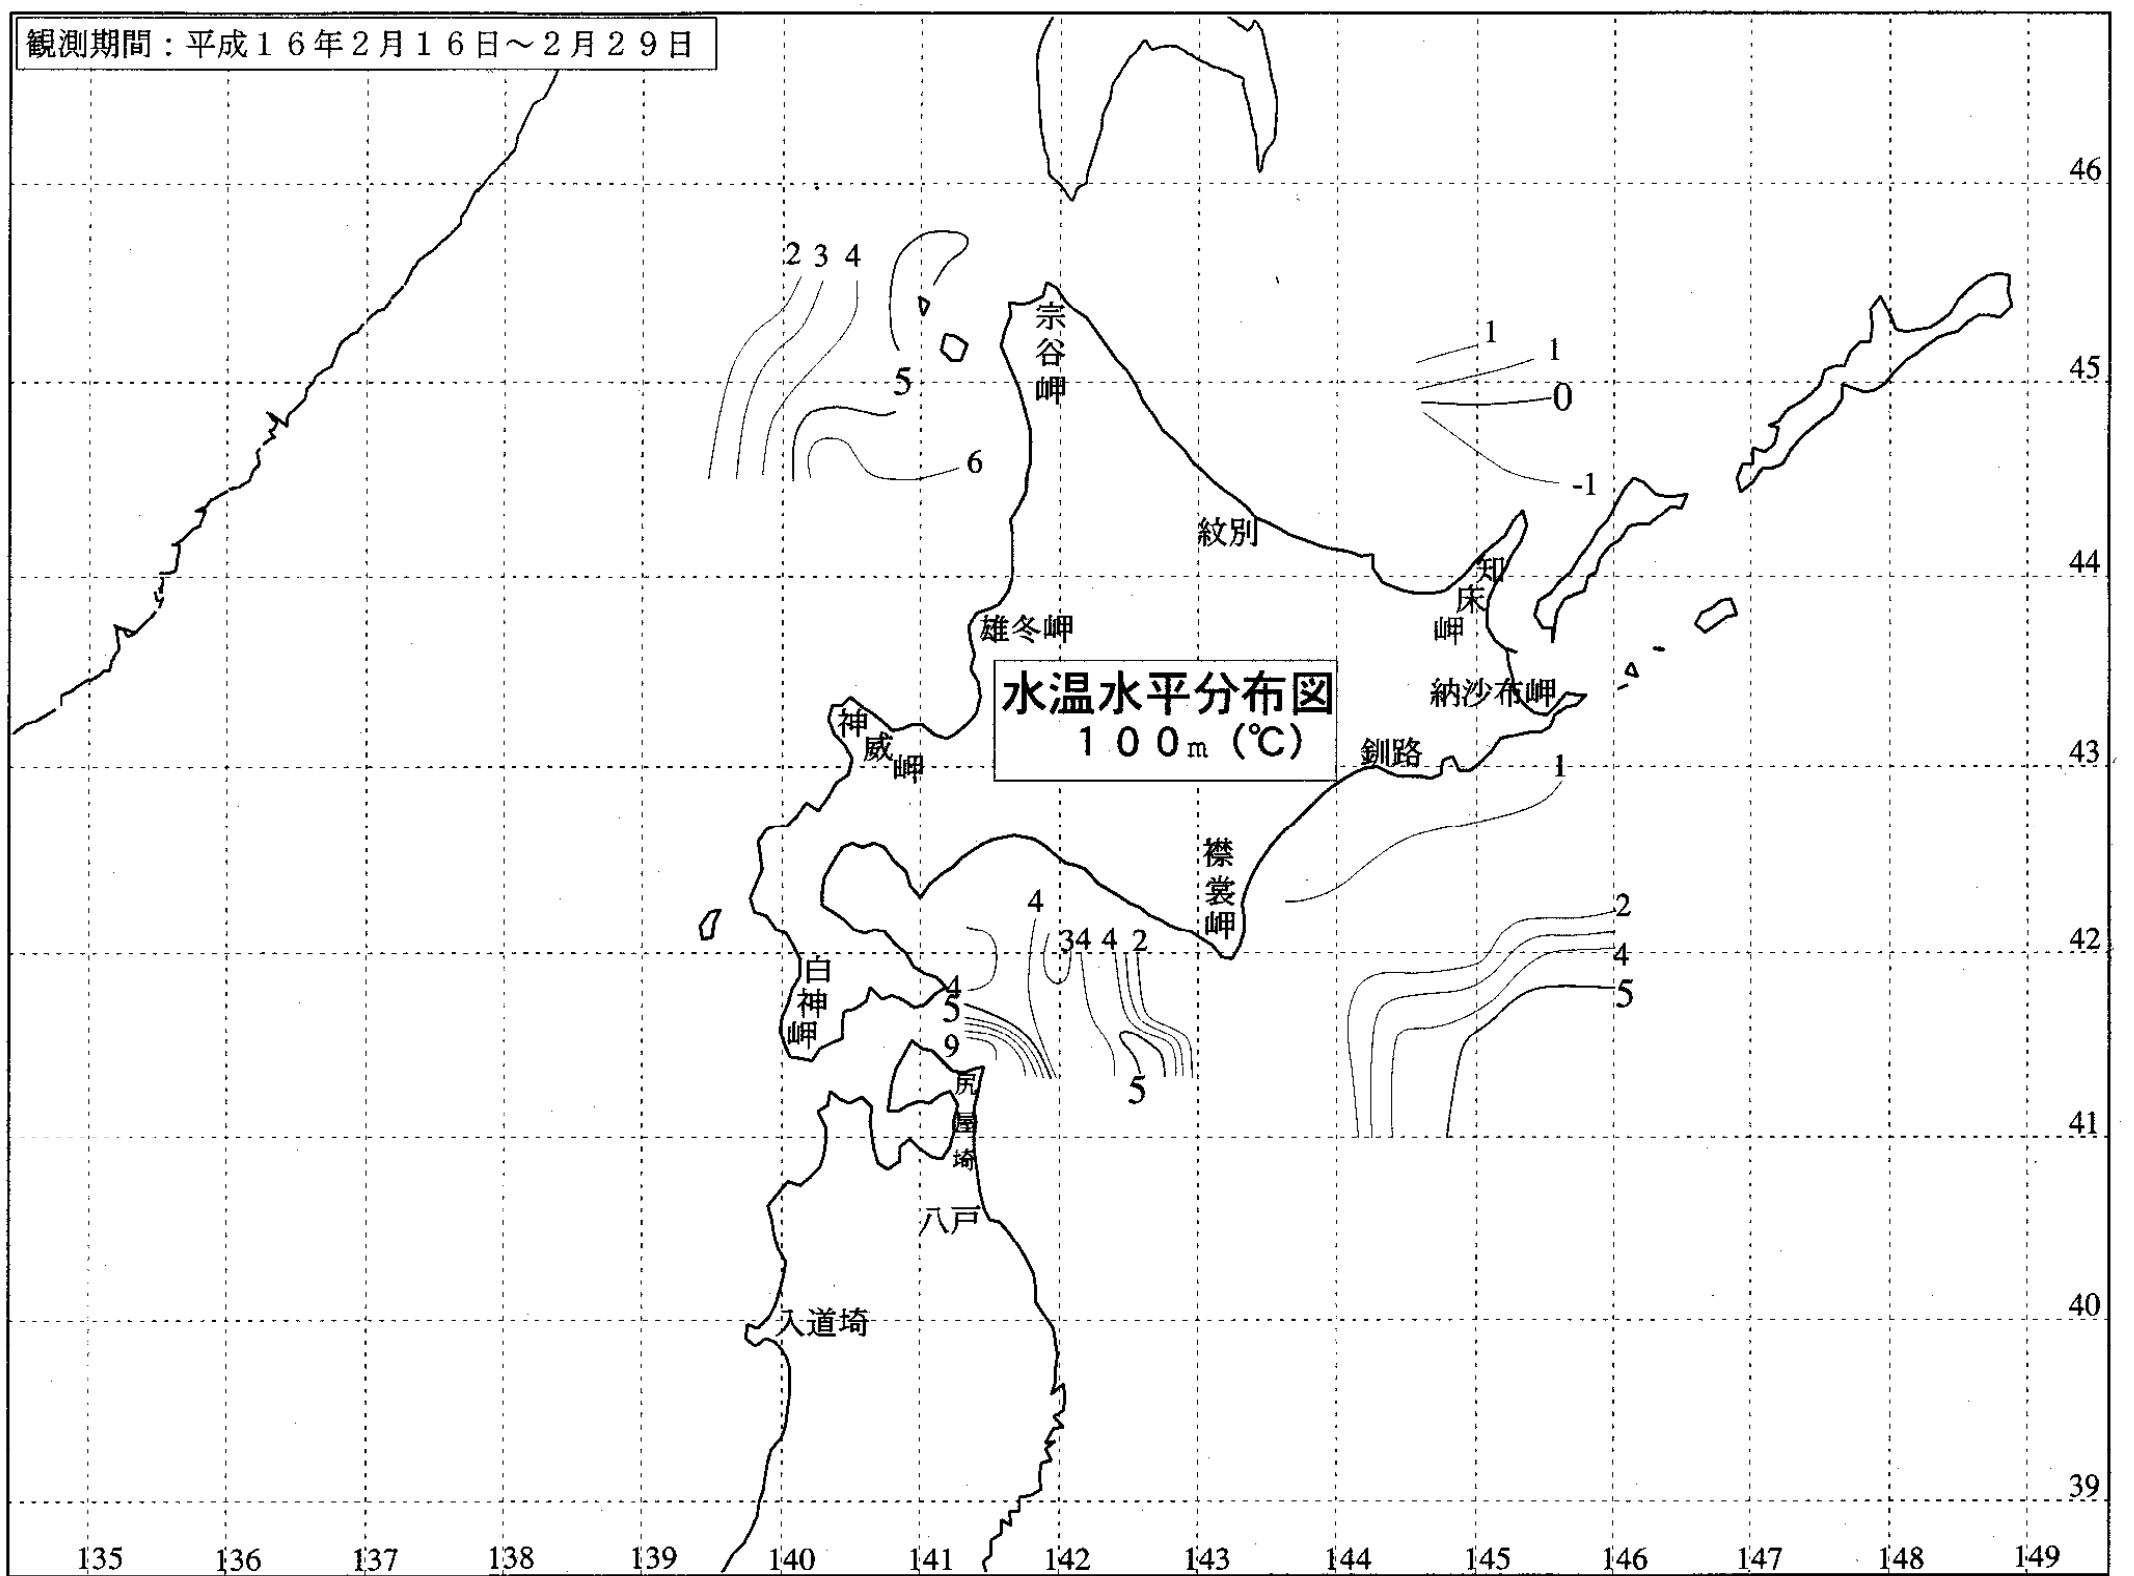 観測期間：平成１６年２月１６日～２月２９日
46
2 3 4
宗谷岬
1
1
5
45
0
6
-1
紋別
44
知床岬
雄冬岬
水温水平分布図
１００ｍ（℃）
納沙布岬
神威岬
釧路
43
1
襟裳岬
4
2
34 4 2
42
4
白神岬
4
5
5
9
尻屋埼
5
41
八戸
40
入道埼
39
135 136 137 138 139 140 141 142 143 144 145 146 147 148 149